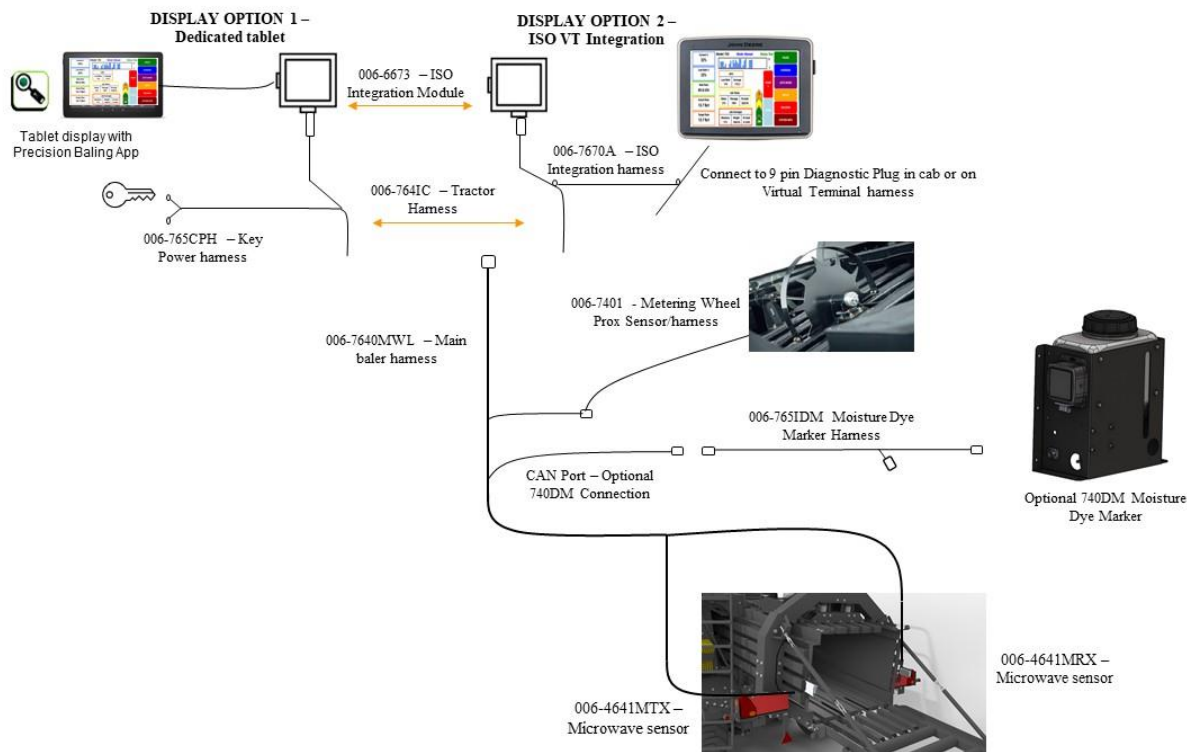 DISPLAY OPTION 1 –
Dedicated tablet
DISPLAY OPTION 2 –
ISO VT Integration
006-6673 – ISO
Integration Module
JOHN DEERE
Tablet display with
Precision Baling App
006-7670A – ISO
Integration harness
Connect to 9 pin Diagnostic Plug in cab or on
Virtual Terminal harness
006-764IC – Tractor
Harness
006-765CPH – Key
Power harness
006-7401 - Metering Wheel
Prox Sensor/harness
006-7640MWL – Main
baler harness
006-765IDM Moisture Dye
Marker Harness
CAN Port – Optional
740DM Connection
Optional 740DM Moisture
Dye Marker
006-4641MRX –
Microwave sensor
006-4641MTX –
Microwave sensor